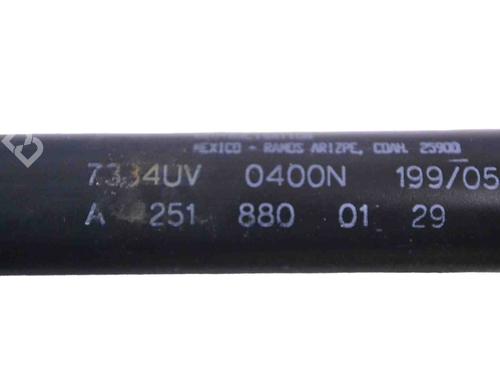 MEXICO - RAMOS ARIZPE, COAH. 25900
7334UV 0400N 199/05
A 251 880 01 29